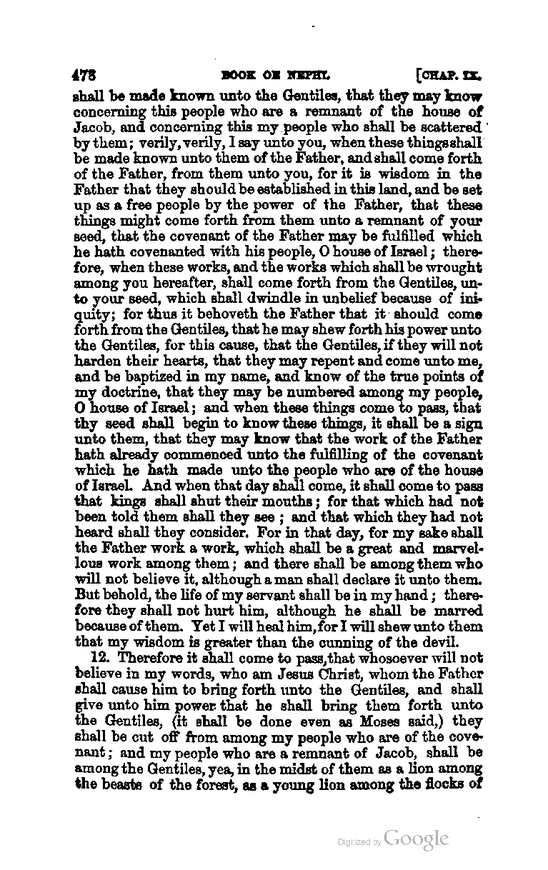 478 BOOK OF NEPHI. [CHAP. IX.
shall be made known unto the Gentiles, that they may know
concerning this people who are a remnant of the house of
Jacob, and concerning this my people who shall be scattered
by them; verily, verily, I say unto you, when these things shall
be made known unto them of the Father, and shall come forth
of the Father, from them unto you, for it is wisdom in the
Father that they should be established in this land, and be set
up as a free people by the power of the Father, that these
things might come forth from them unto a remnant of your
seed, that the covenant of the Father may be fulfilled which
he hath covenanted with his people, O house of Israel; there-
fore, when these works, and the works which shall be wrought
among you hereafter, shall come forth from the Gentiles, un-
to your seed, which shall dwindle in unbelief because of ini-
quity; for thus it behoveth the Father that it should come
forth from the Gentiles, that he may shew forth his power unto
the Gentiles, for this cause, that the Gentiles, if they will not
harden their hearts, that they may repent and come unto me,
and be baptized in my name, and know of the true points of
my doctrine, that they may be numbered among my people,
O house of Israel; and when these things come to pass, that
thy seed shall begin to know these things, it shall be a sign
unto them, that they may know that the work of the Father
hath already commenced unto the fulfilling of the covenant
which he hath made unto the people who are of the house
of Israel. And when that day shall come, it shall come to pass
that kings shall shut their mouths; for that which had not
been told them shall they see; and that which they had not
heard shall they consider. For in that day, for my sake shall
the Father work a work, which shall be a great and marvel-
lous work among them; and there shall be among them who
will not believe it, although a man shall declare it unto them.
But behold, the life of my servant shall be in my hand; there-
fore they shall not hurt him, although he shall be marred
because of them. Yet I will heal him, for I will shew unto them
that my wisdom is greater than the cunning of the devil.
12. Therefore it shall come to pass, that whosoever will not
believe in my words, who am Jesus Christ, whom the Father
shall cause him to bring forth unto the Gentiles, and shall
give unto him power that he shall bring them forth unto
the Gentiles, (it shall be done even as Moses said,) they
shall be cut off from among my people who are of the cove-
nant; and my people who are a remnant of Jacob, shall be
among the Gentiles, yea, in the midst of them as a lion among
the beasts of the forest, as a young lion among the flocks of
Digitized by Google